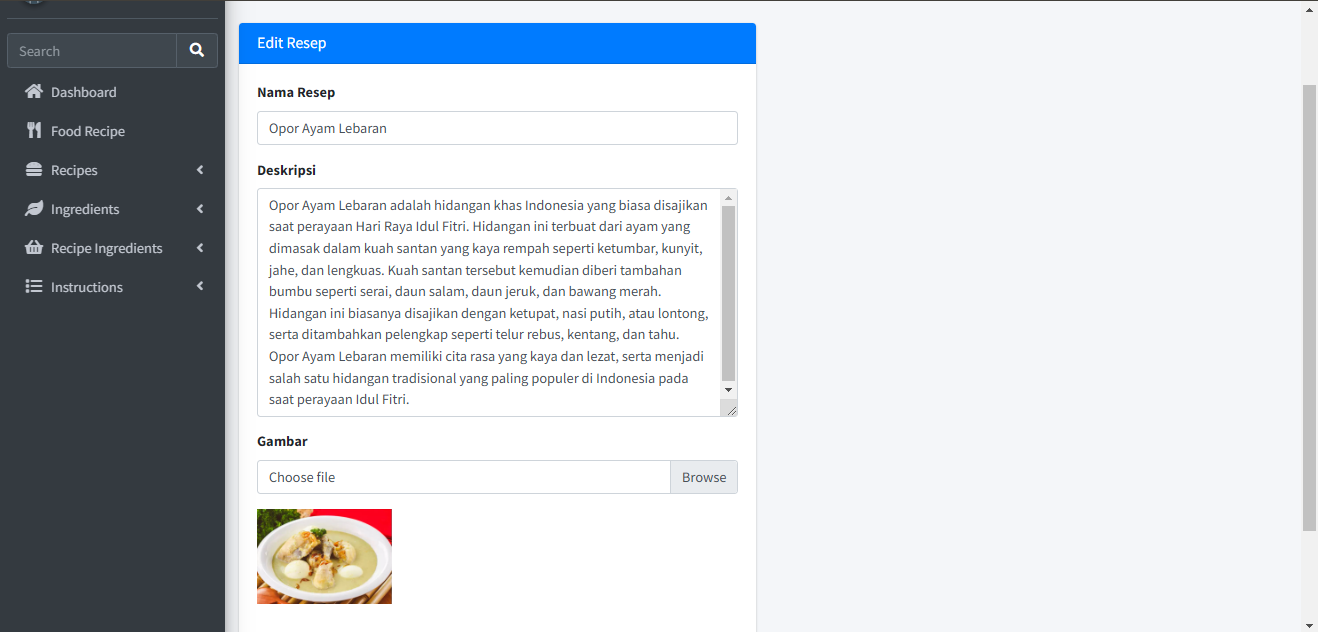 Search
Dashboard
Food Recipe
Recipes
Ingredients
Recipe Ingredients
Instructions
Edit Resep
Nama Resep
Opor Ayam Lebaran
Deskripsi
Opor Ayam Lebaran adalah hidangan khas Indonesia yang biasa disajikan
saat perayaan Hari Raya Idul Fitri. Hidangan ini terbuat dari ayam yang
dimasak dalam kuah santan yang kaya rempah seperti ketumbar, kunyit,
jahe, dan lengkuas. Kuah santan tersebut kemudian diberi tambahan
bumbu seperti serai, daun salam, daun jeruk, dan bawang merah.
Hidangan ini biasanya disajikan dengan ketupat, nasi putih, atau lontong,
serta ditambahkan pelengkap seperti telur rebus, kentang, dan tahu.
Opor Ayam Lebaran memiliki cita rasa yang kaya dan lezat, serta menjadi
salah satu hidangan tradisional yang paling populer di Indonesia pada
saat perayaan Idul Fitri.
Gambar
Choose file
Browse